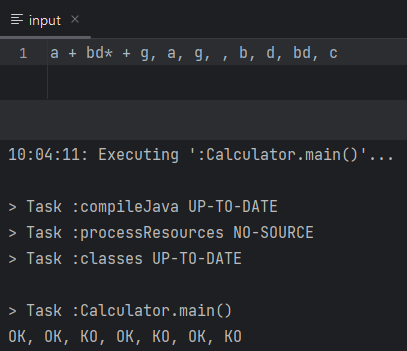 input ×
1 a + bd* + g, a, g, , b, d, bd, c
10:04:11: Executing ':Calculator.main()'...
> Task :compileJava UP-TO-DATE
> Task :processResources NO-SOURCE
> Task :classes UP-TO-DATE
> Task :Calculator.main()
OK, OK, KO, OK, KO, OK, KO